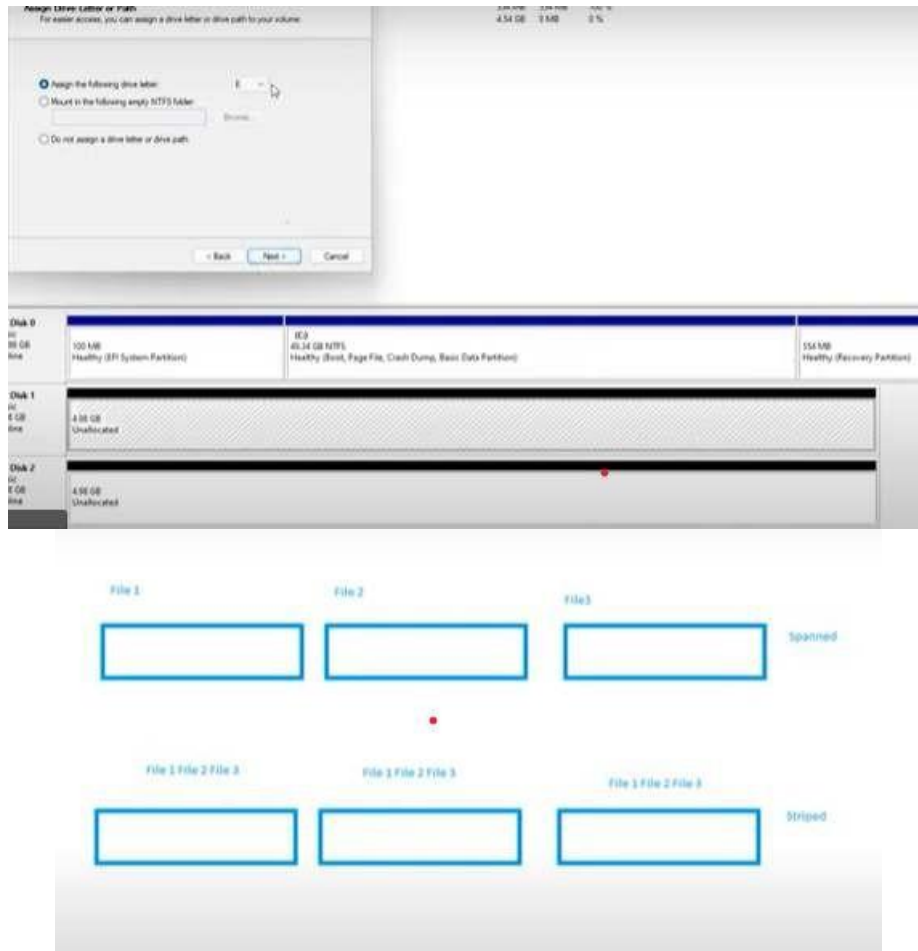 Assign Drive Letter or Path
For easier access, you can assign a drive letter or drive path to your volume.
4.54 GB 0 MB 0 %
Assign the following drive letter:
Mount in the following empty NTFS folder:
Browse...
Do not assign a drive letter or drive path
< Back Next > Cancel
Disk 0
100 MB
Healthy (EFI System Partition)
(C:)
49.34 GB NTFS
Healthy (Boot, Page File, Crash Dump, Basic Data Partition)
554 MB
Healthy (Recovery Partition)
Disk 1
4.98 GB
Unallocated
Disk 2
4.98 GB
Unallocated
File 1 File 2 File3
Spanned
File 1 File 2 File 3 File 1 File 2 File 3 File 1 File 2 File 3
Striped